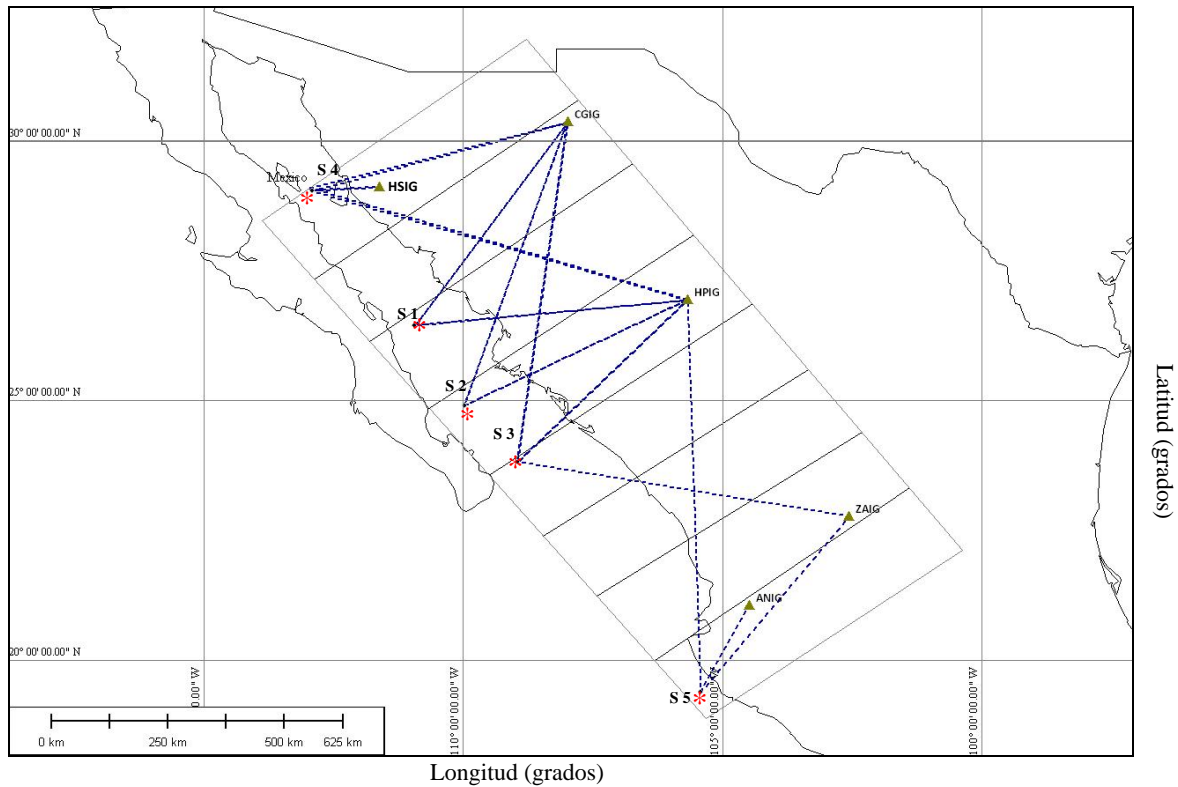 CGIG
30° 00' 00.00" N
S 4
Mexico
HSIG
HPIG
S 1
S 2
25° 00' 00.00" N
S 3
ZAIG
ANIG
20° 00' 00.00" N
S 5
:00.00" W
110° 00' 00.00" W
105° 00' 00.00" W
100° 00' 00.00" W
0 km 250 km 500 km 625 km
Longitud (grados)
Latitud (grados)